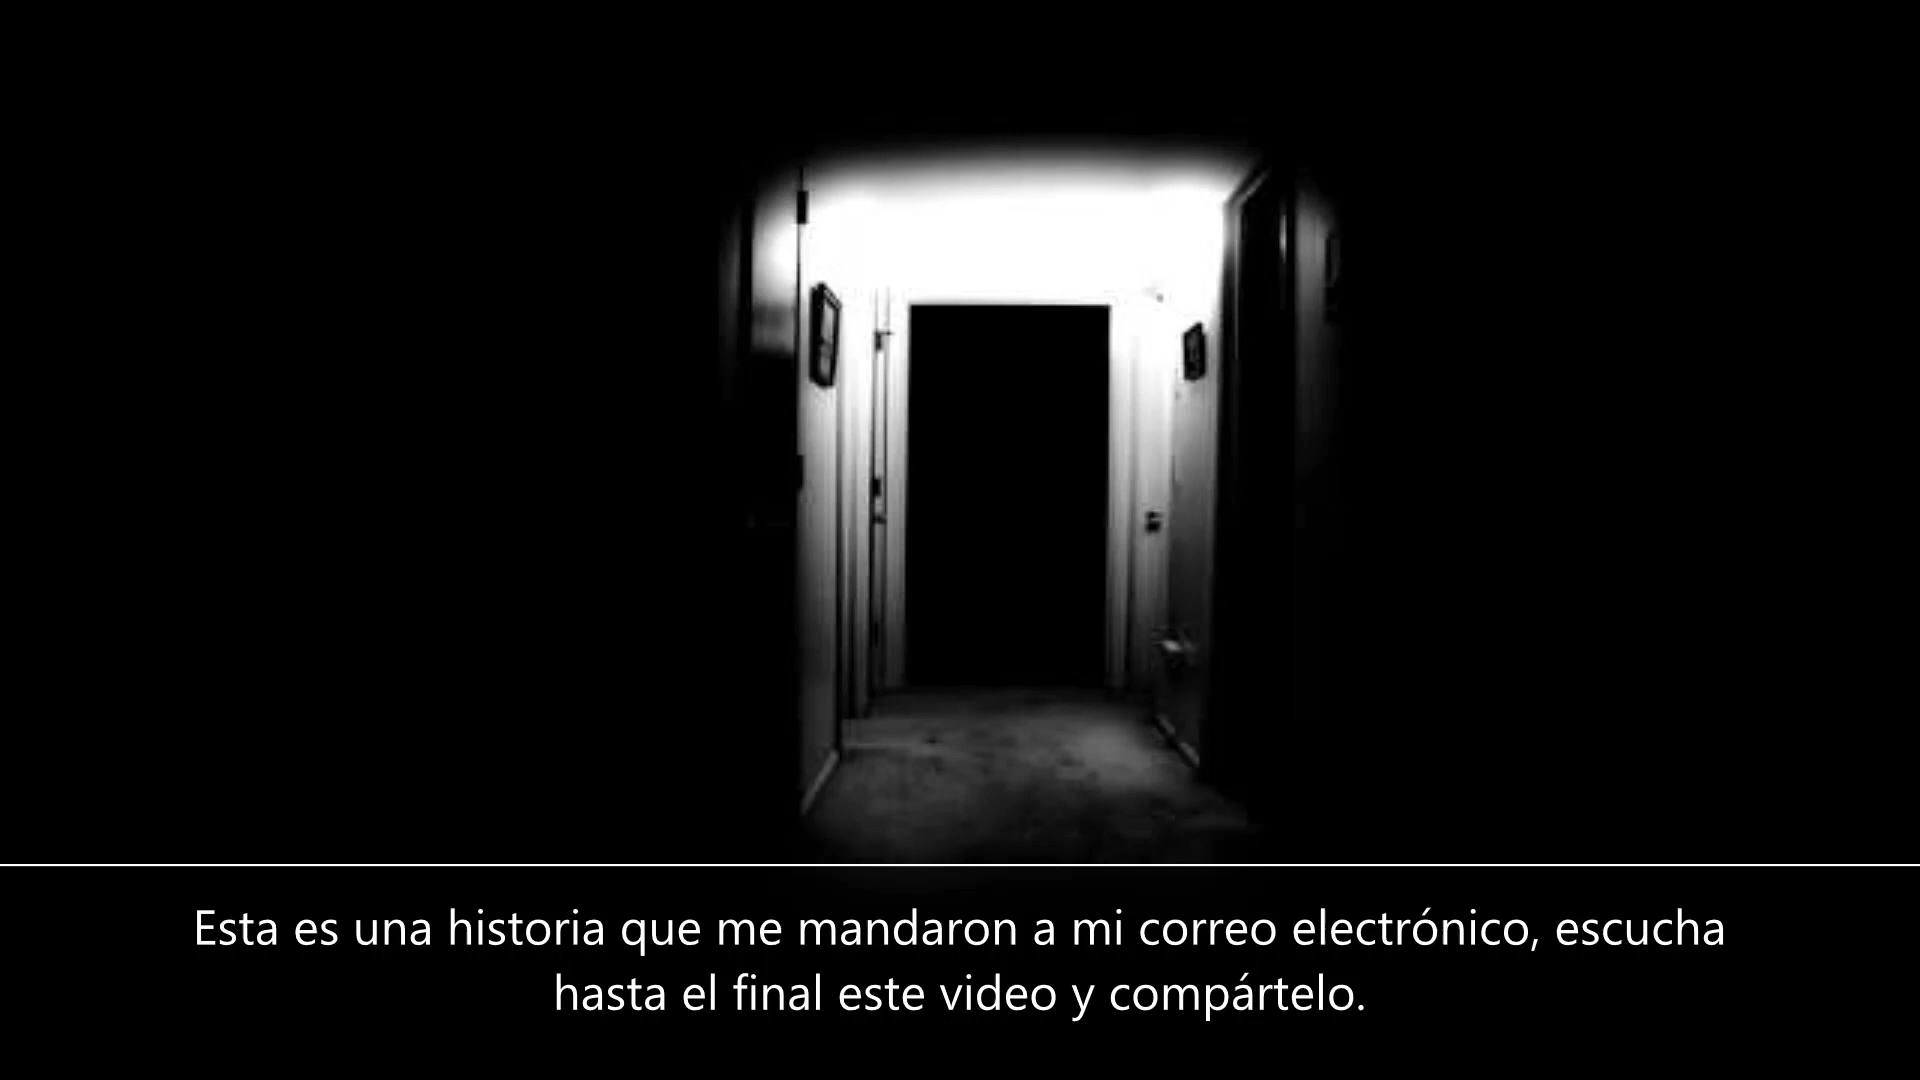 Esta es una historia que me mandaron a mi correo electrónico, escucha
hasta el final este video y compártelo.